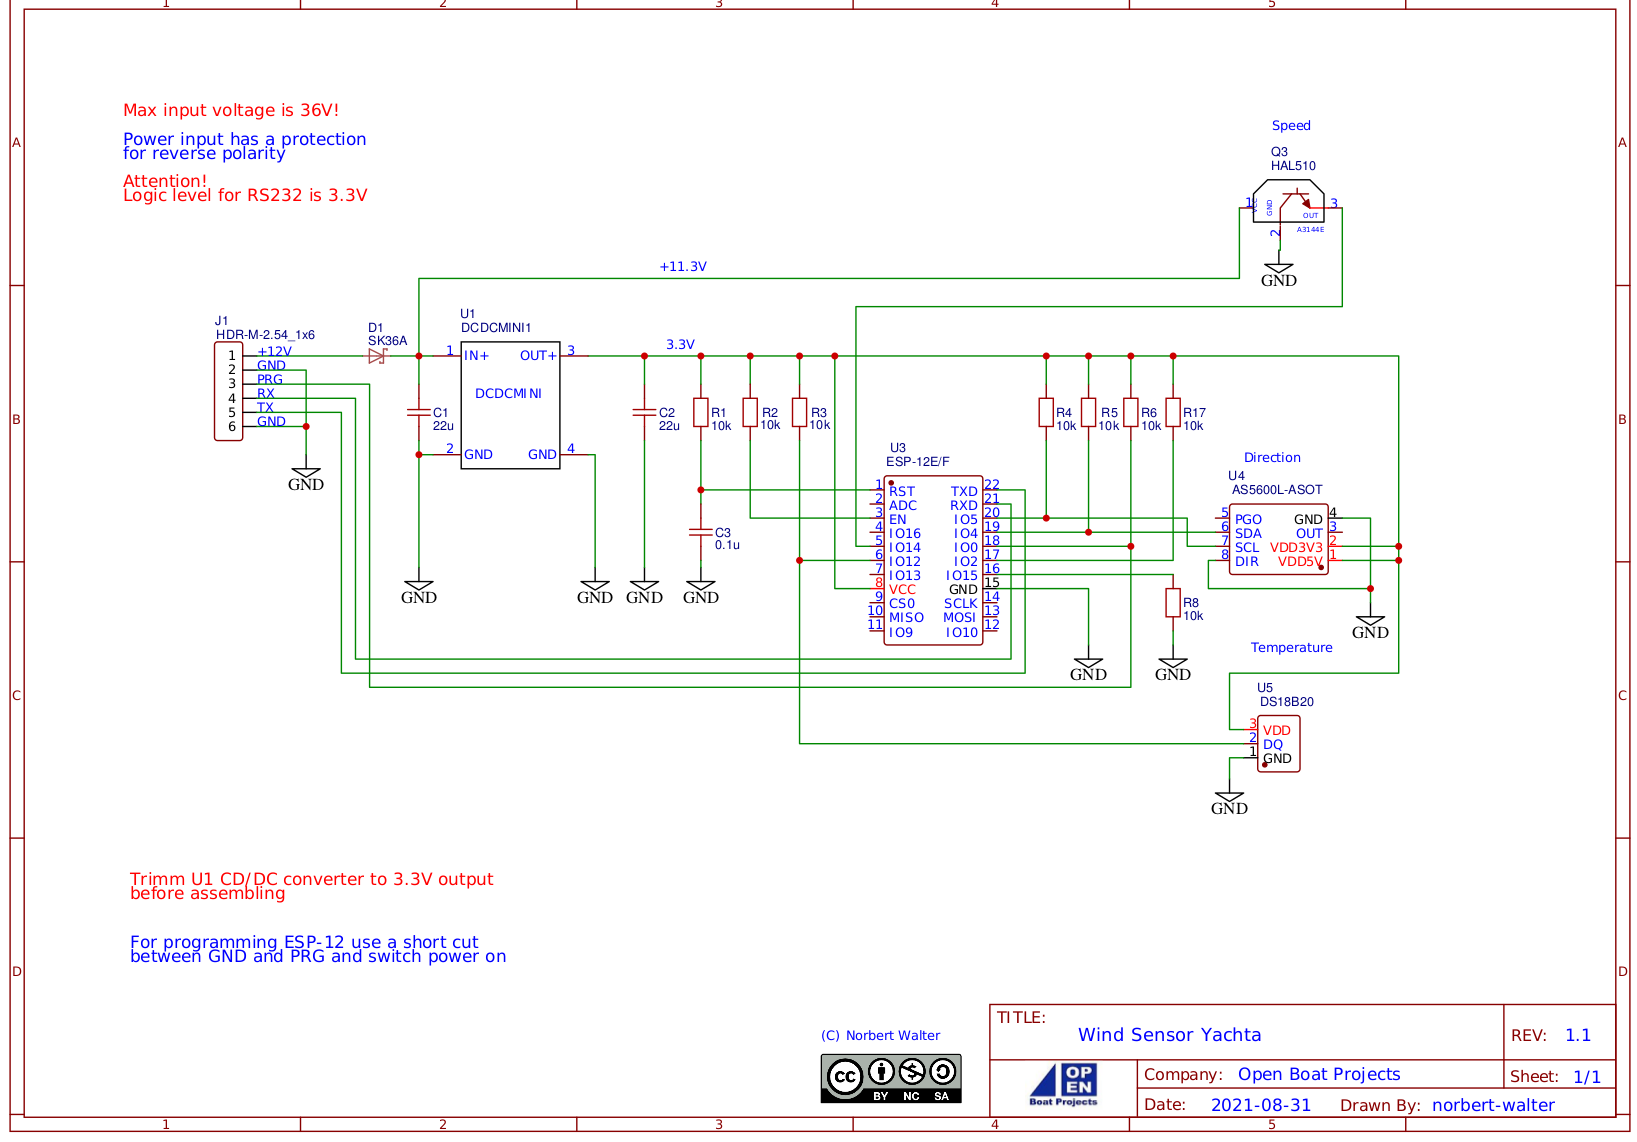 1 2 3 4 5
A A
B B
C C
D D
1 2 3 4 5
Max input voltage is 36V!
Power input has a protection
for reverse polarity
Attention!
Logic level for RS232 is 3.3V
Speed
Q3
HAL510
1 VCC GND OUT 3
2 A3144E
GND
+11.3V
J1
HDR-M-2.54_1x6
1 +12V
2 GND
3 PRG
4 RX
5 TX
6 GND
GND
D1
SK36A
U1
DCDCMINI1
1 IN+ OUT+ 3
DCDCMINI
2 GND GND 4
C1
22u
GND
GND
3.3V
C2
22u
GND
R1
10k
R2
10k
R3
10k
C3
0.1u
GND
R4
10k
R5
10k
R6
10k
R17
10k
U3
ESP-12E/F
1 RST TXD 22
2 ADC RXD 21
3 EN IO5 20
4 IO16 IO4 19
5 IO14 IO0 18
6 IO12 IO2 17
7 IO13 IO15 16
8 VCC GND 15
9 CS0 SCLK 14
10 MISO MOSI 13
11 IO9 IO10 12
GND
R8
10k
GND
Direction
U4
AS5600L-ASOT
5 PGO GND 4
6 SDA OUT 3
7 SCL VDD3V3 2
8 DIR VDD5V 1
GND
Temperature
U5
DS18B20
3 VDD
2 DQ
1 GND
GND
Trimm U1 CD/DC converter to 3.3V output
before assembling
For programming ESP-12 use a short cut
between GND and PRG and switch power on
(C) Norbert Walter
cc BY NC SA
TITLE:
Wind Sensor Yachta
REV: 1.1
OPEN
Boat Projects
Company: Open Boat Projects
Sheet: 1/1
Date: 2021-08-31 Drawn By: norbert-walter